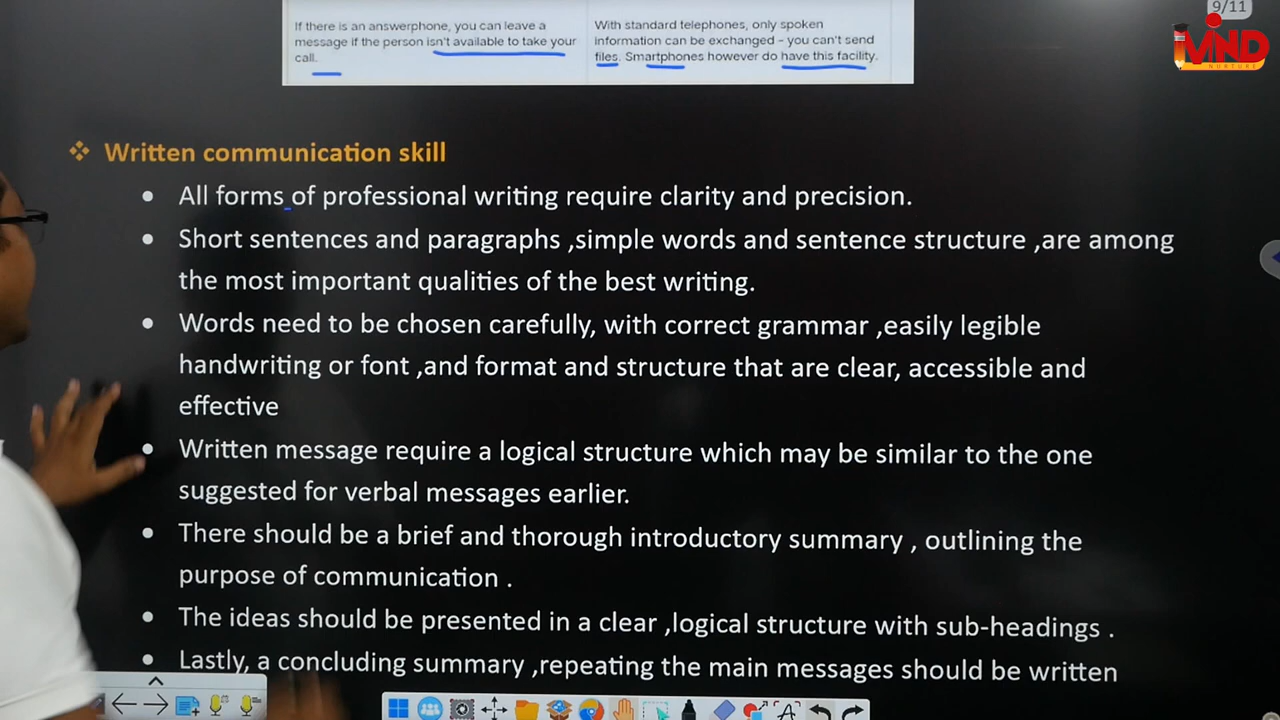 9/11
MIND
NURTURE
If there is an answerphone, you can leave a
message if the person isn't available to take your
call.
With standard telephones, only spoken
information can be exchanged – you can't send
files. Smartphones however do have this facility.
❖ Written communication skill
• All forms of professional writing require clarity and precision.
• Short sentences and paragraphs ,simple words and sentence structure ,are among
the most important qualities of the best writing.
• Words need to be chosen carefully, with correct grammar ,easily legible
handwriting or font ,and format and structure that are clear, accessible and
effective
• Written message require a logical structure which may be similar to the one
suggested for verbal messages earlier.
• There should be a brief and thorough introductory summary , outlining the
purpose of communication .
• The ideas should be presented in a clear ,logical structure with sub-headings .
• Lastly, a concluding summary ,repeating the main messages should be written